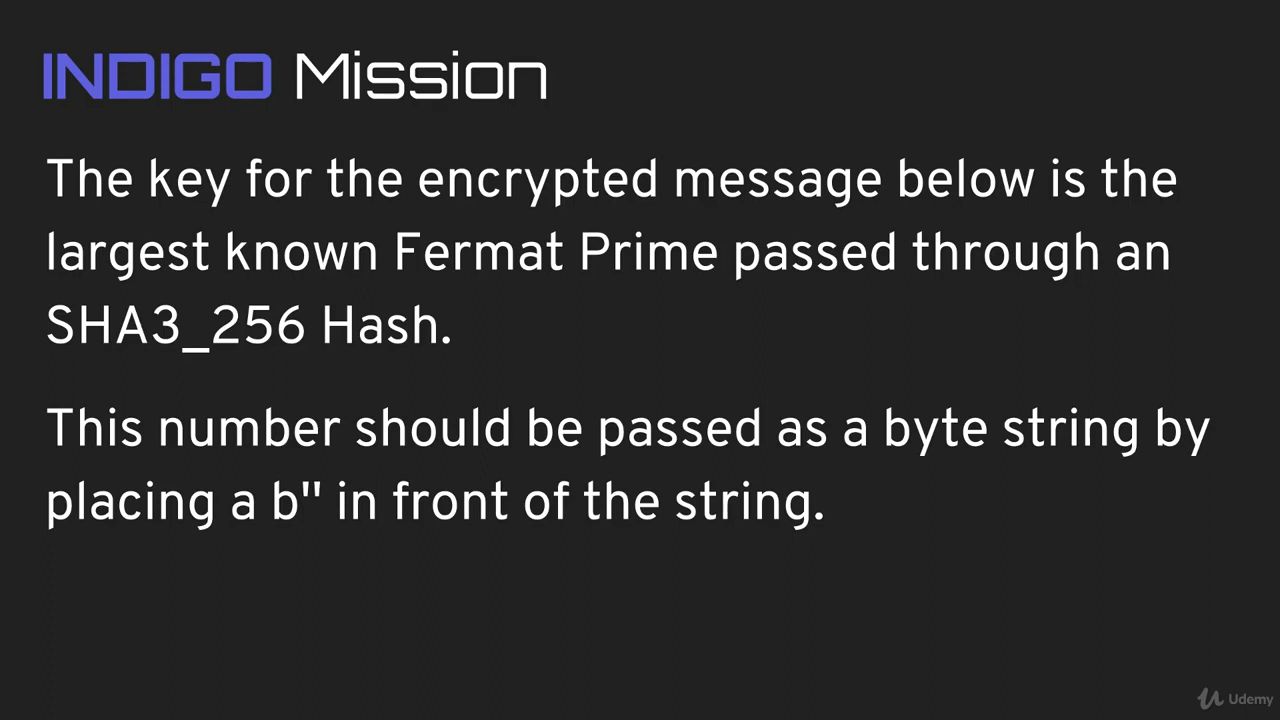 INDIGO Mission
The key for the encrypted message below is the
largest known Fermat Prime passed through an
SHA3_256 Hash.
This number should be passed as a byte string by
placing a b" in front of the string.
Udemy